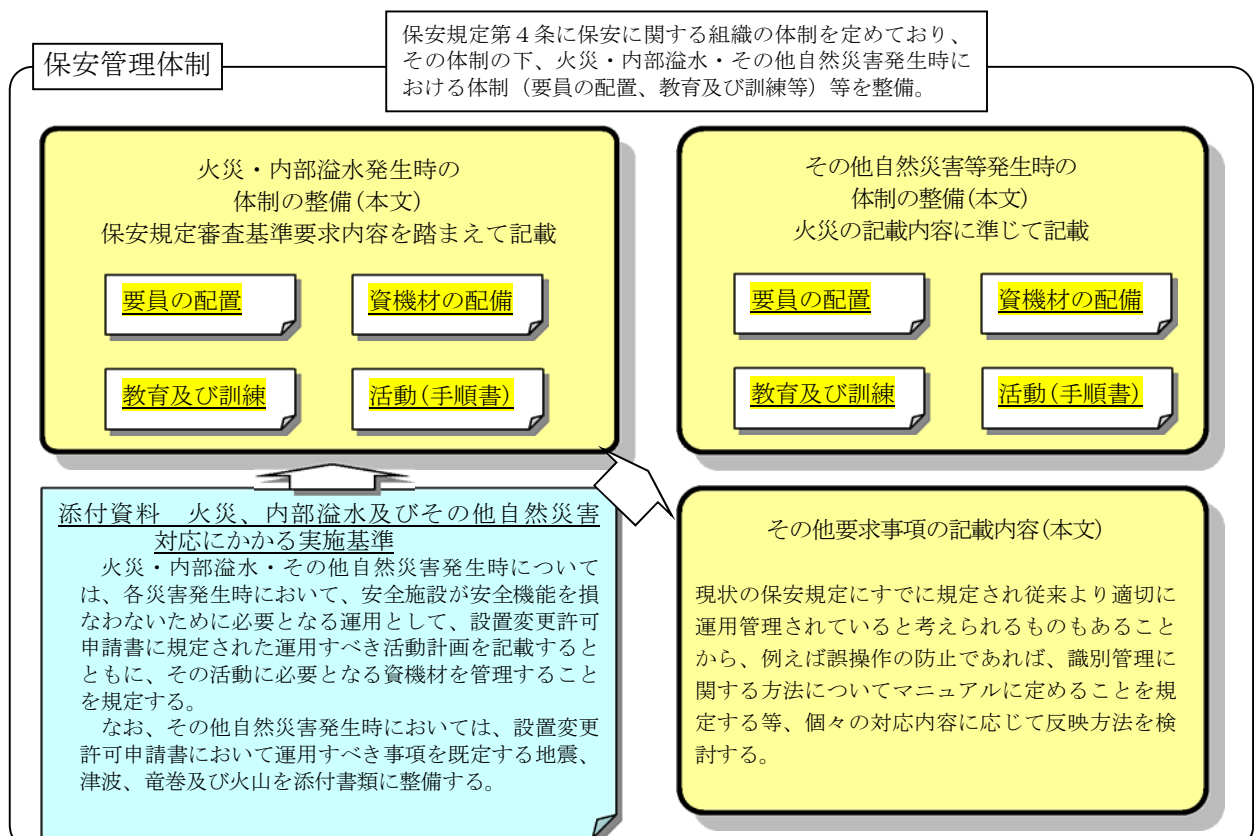 保安管理体制
保安規定第４条に保安に関する組織の体制を定めており、
その体制の下、火災・内部溢水・その他自然災害発生時に
おける体制（要員の配置、教育及び訓練等）等を整備。
火災・内部溢水発生時の
体制の整備(本文)
保安規定審査基準要求内容を踏まえて記載
要員の配置
資機材の配備
教育及び訓練
活動(手順書)
その他自然災害等発生時の
体制の整備(本文)
火災の記載内容に準じて記載
要員の配置
資機材の配備
教育及び訓練
活動(手順書)
添付資料　火災、内部溢水及びその他自然災害
対応にかかる実施基準
火災・内部溢水・その他自然災害発生時について
は、各災害発生時において、安全施設が安全機能を損
なわないために必要となる運用として、設置変更許可
申請書に規定された運用すべき活動計画を記載すると
ともに、その活動に必要となる資機材を管理すること
を規定する。
なお、その他自然災害発生時においては、設置変更
許可申請書において運用すべき事項を既定する地震、
津波、竜巻及び火山を添付書類に整備する。
その他要求事項の記載内容(本文)
現状の保安規定にすでに規定され従来より適切に
運用管理されていると考えられるものもあること
から、例えば誤操作の防止であれば、識別管理に
関する方法についてマニュアルに定めることを規
定する等、個々の対応内容に応じて反映方法を検
討する。